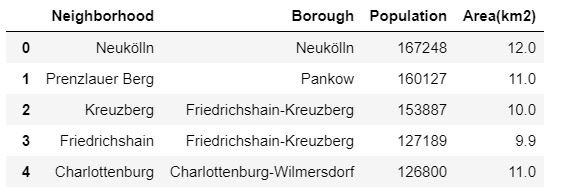 Neighborhood Borough Population Area(km2)
0 Neukölln Neukölln 167248 12.0
1 Prenzlauer Berg Pankow 160127 11.0
2 Kreuzberg Friedrichshain-Kreuzberg 153887 10.0
3 Friedrichshain Friedrichshain-Kreuzberg 127189 9.9
4 Charlottenburg Charlottenburg-Wilmersdorf 126800 11.0